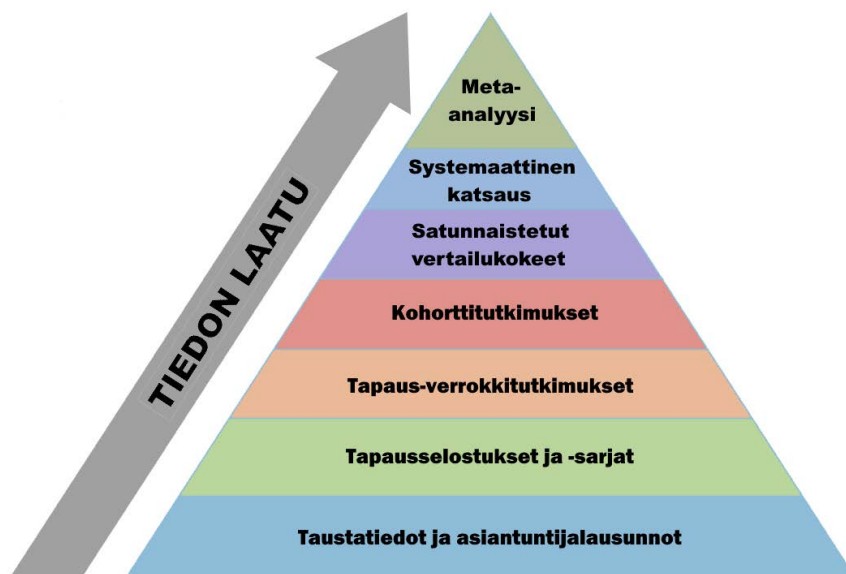 TIEDON LAATU
Meta-
analyysi
Systemaattinen
katsaus
Satunnaistetut
vertailukokeet
Kohorttitutkimukset
Tapaus-verrokkitutkimukset
Tapausselostukset ja -sarjat
Taustatiedot ja asiantuntijalausunnot